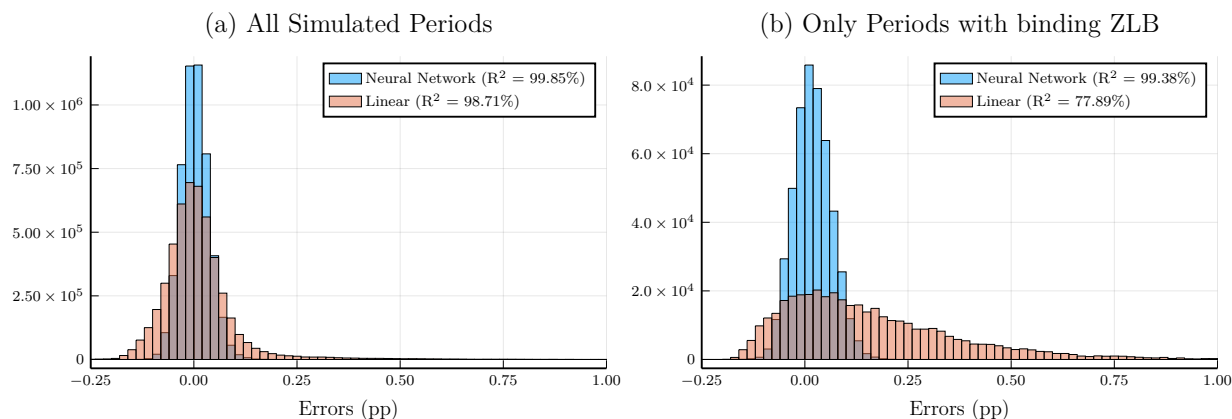 (a) All Simulated Periods
Neural Network (R² = 99.85%)
Linear (R² = 98.71%)
1.00 × 10⁶
7.50 × 10⁵
5.00 × 10⁵
2.50 × 10⁵
0
−0.25 0.00 0.25 0.50 0.75 1.00
Errors (pp)
(b) Only Periods with binding ZLB
Neural Network (R² = 99.38%)
Linear (R² = 77.89%)
8.0 × 10⁴
6.0 × 10⁴
4.0 × 10⁴
2.0 × 10⁴
0
−0.25 0.00 0.25 0.50 0.75 1.00
Errors (pp)